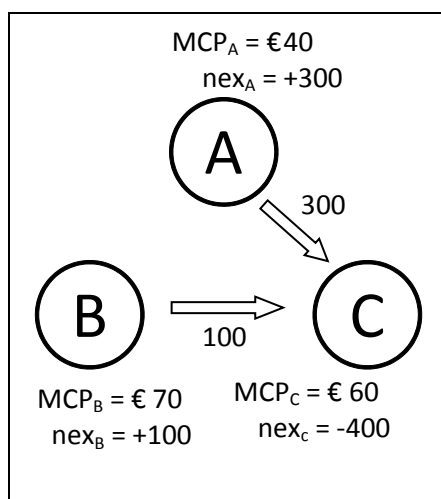 MCP_A = €40
nex_A = +300
A
300
B
C
100
MCP_B = € 70
nex_B = +100
MCP_C = € 60
nex_c = -400